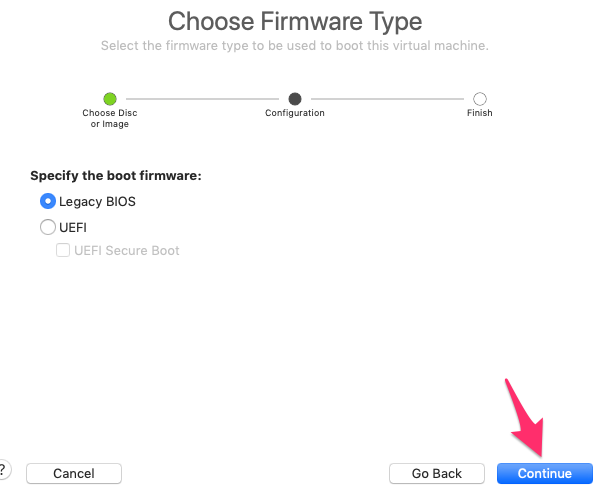 Choose Firmware Type
Select the firmware type to be used to boot this virtual machine.
Choose Disc
or Image
Configuration
Finish
Specify the boot firmware:
Legacy BIOS
UEFI
UEFI Secure Boot
?
Cancel
Go Back
Continue